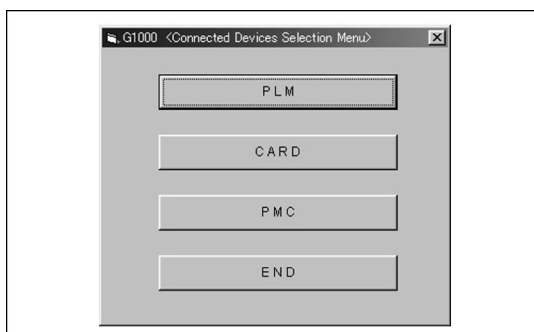 G1000 <Connected Devices Selection Menu>
PLM
CARD
PMC
END